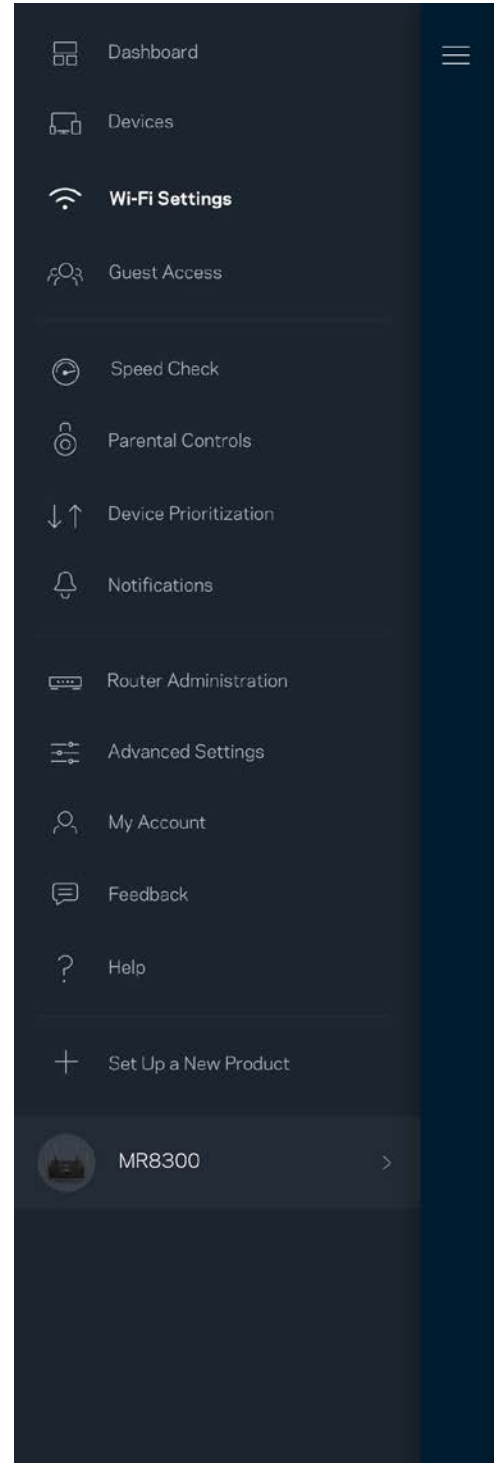 Dashboard
Devices
Wi-Fi Settings
Guest Access
Speed Check
Parental Controls
Device Prioritization
Notifications
Router Administration
Advanced Settings
My Account
Feedback
Help
Set Up a New Product
MR8300